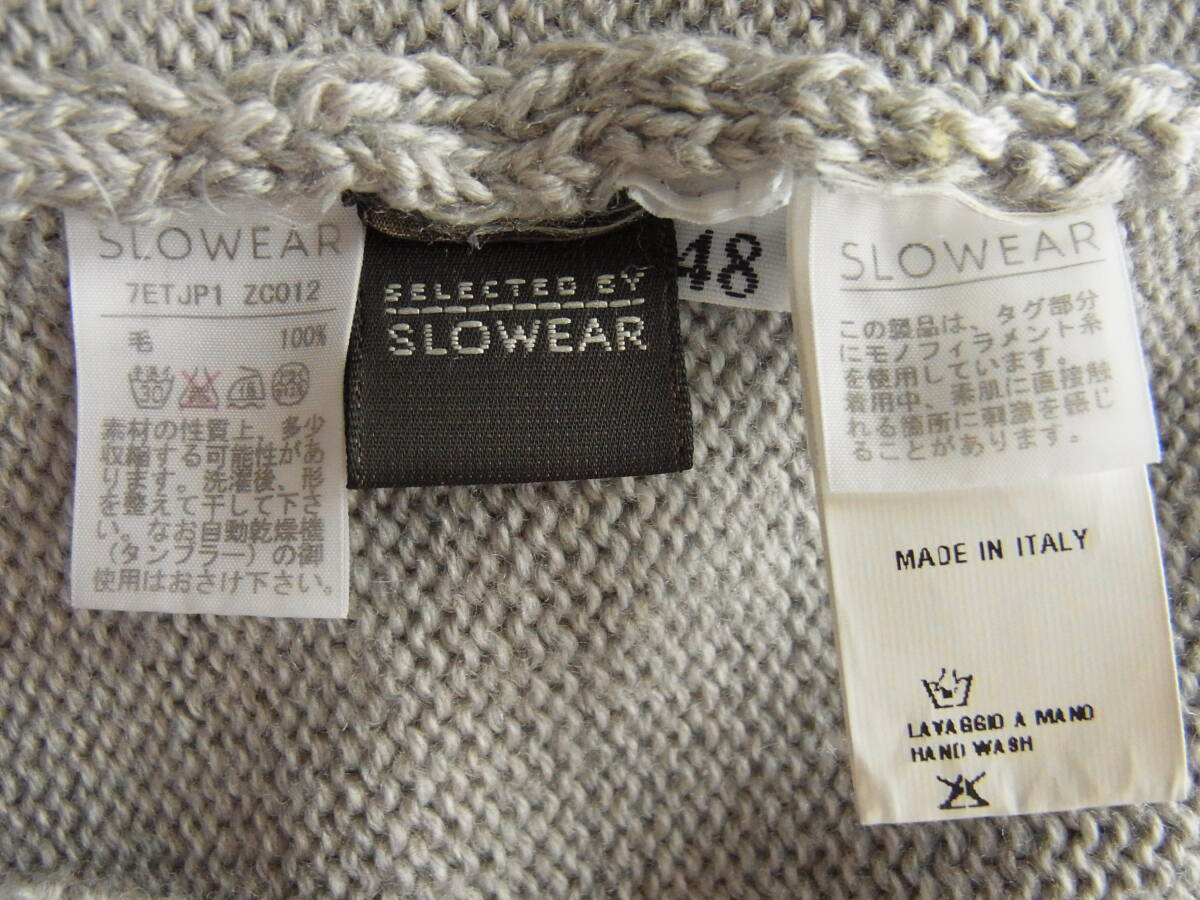 SLOWEAR
7ETJP1 ZC012
毛 100%
30
素材の性質上、多少
収縮する可能性があ
ります。洗濯後、形
を整えて干して下さ
い。なお自動乾燥機
(タンブラー)の御
使用はおさけ下さい。
SELECTED BY
SLOWEAR
48
SLOWEAR
この製品は、タグ部分
にモノフィラメント糸
を使用しています。
着用中、素肌に直接触
れる箇所に刺激を感じ
ることがあります。
MADE IN ITALY
LAVAGGIO A MANO
HAND WASH